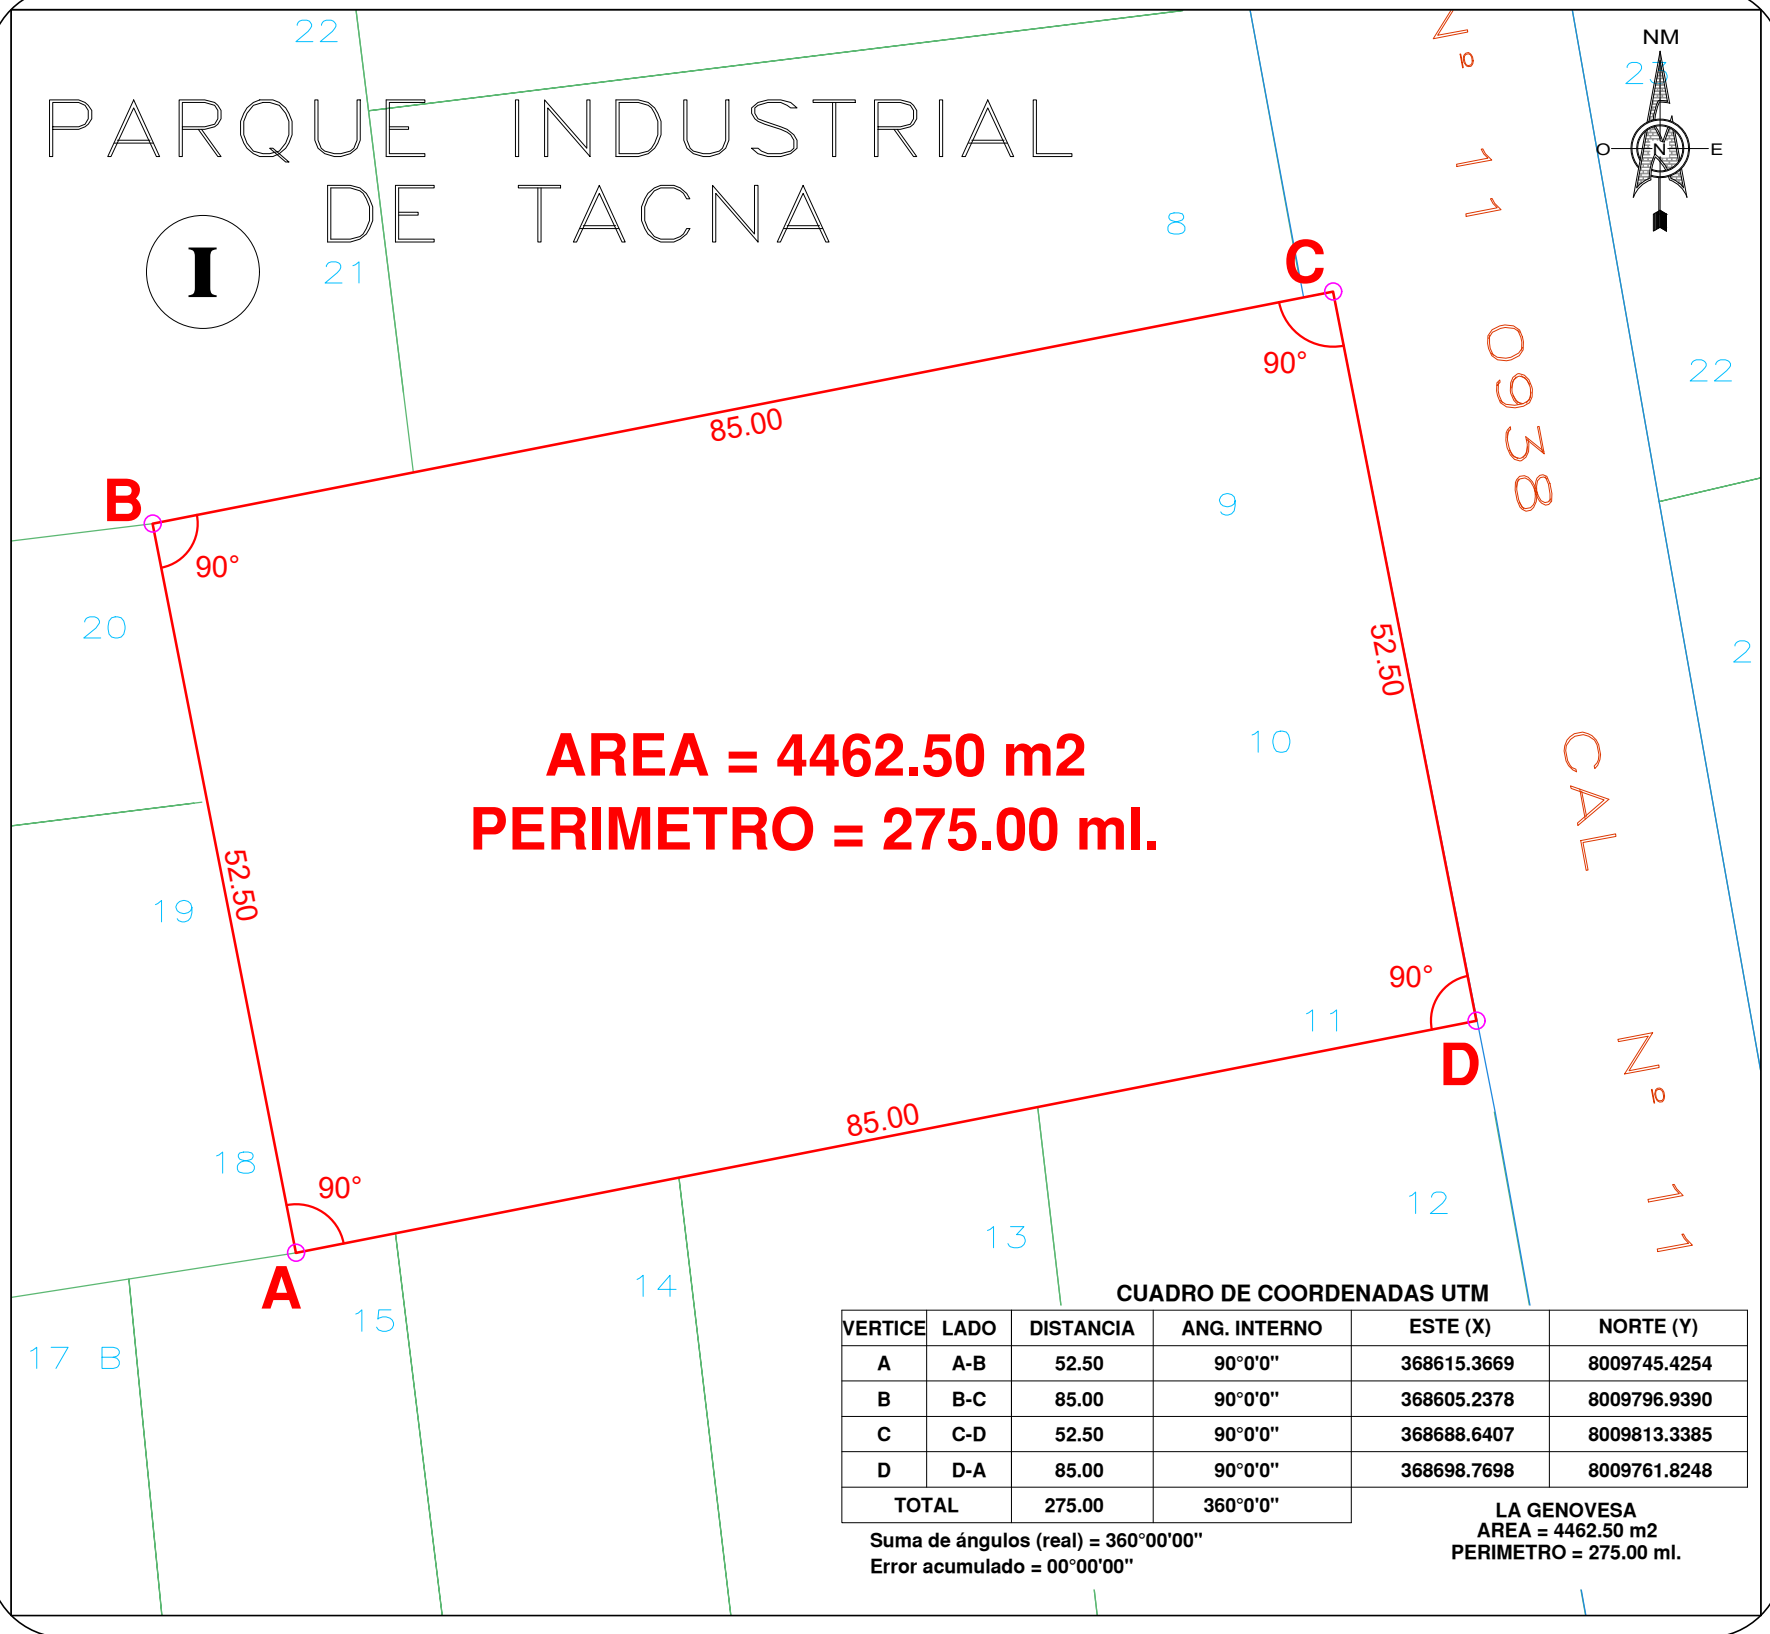 22
NM
23
PARQUE INDUSTRIAL
DE TACNA
I
21
8
Nº 11
O N E
C
90°
0938
22
85.00
B
90°
9
20
52.50
2
10
CAL
AREA = 4462.50 m2
PERIMETRO = 275.00 ml.
52.50
19
90°
11
D
Nº 11
85.00
18
90°
12
13
A
14
15
17 B
CUADRO DE COORDENADAS UTM
VERTICE LADO DISTANCIA ANG. INTERNO ESTE (X) NORTE (Y)
A A-B 52.50 90°0'0" 368615.3669 8009745.4254
B B-C 85.00 90°0'0" 368605.2378 8009796.9390
C C-D 52.50 90°0'0" 368688.6407 8009813.3385
D D-A 85.00 90°0'0" 368698.7698 8009761.8248
TOTAL 275.00 360°0'0"
Suma de ángulos (real) = 360°00'00"
Error acumulado = 00°00'00"
LA GENOVESA
AREA = 4462.50 m2
PERIMETRO = 275.00 ml.